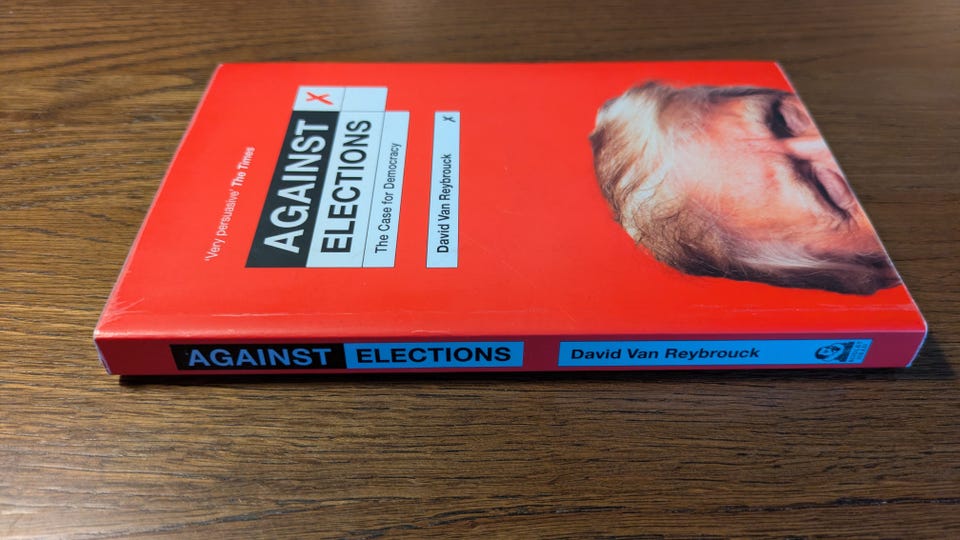 'Very persuasive' The Times
AGAINST X
ELECTIONS
The Case for Democracy
David Van Reybrouck X
AGAINST ELECTIONS David Van Reybrouck